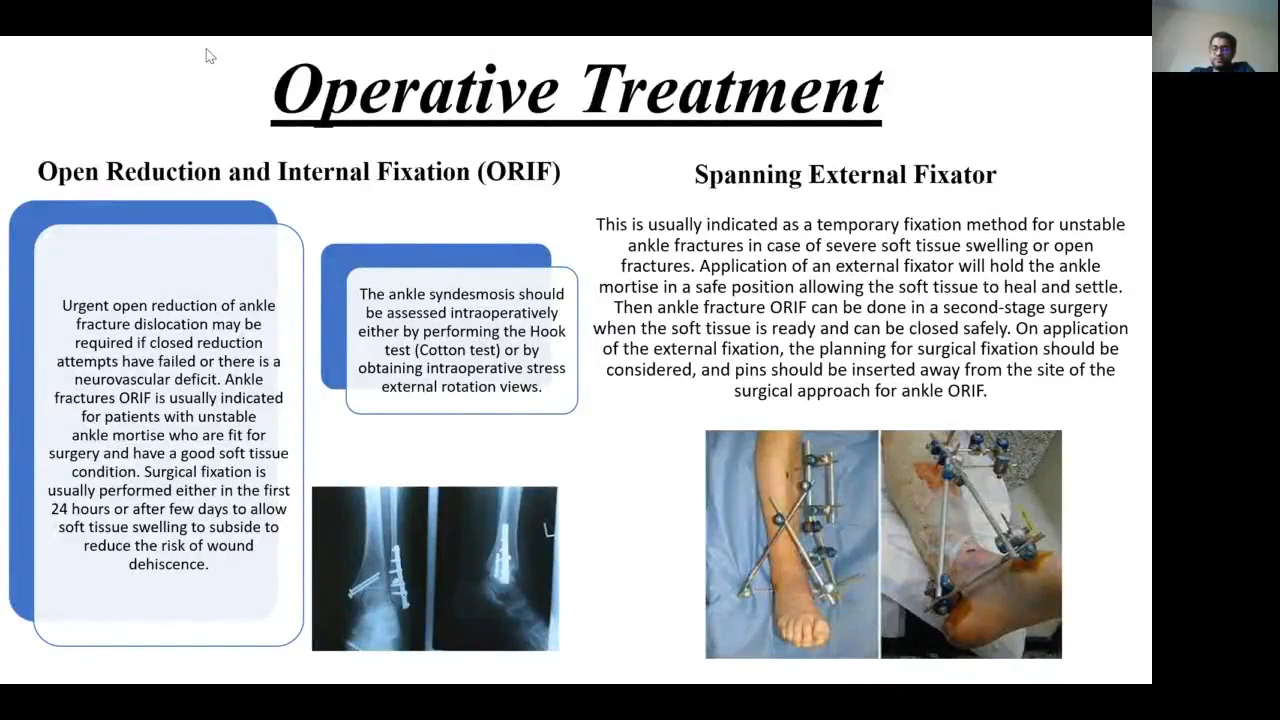 Operative Treatment
Open Reduction and Internal Fixation (ORIF)
Urgent open reduction of ankle
fracture dislocation may be
required if closed reduction
attempts have failed or there is a
neurovascular deficit. Ankle
fractures ORIF is usually indicated
for patients with unstable
ankle mortise who are fit for
surgery and have a good soft tissue
condition. Surgical fixation is
usually performed either in the first
24 hours or after few days to allow
soft tissue swelling to subside to
reduce the risk of wound
dehiscence.
The ankle syndesmosis should
be assessed intraoperatively
either by performing the Hook
test (Cotton test) or by
obtaining intraoperative stress
external rotation views.
L
Spanning External Fixator
This is usually indicated as a temporary fixation method for unstable
ankle fractures in case of severe soft tissue swelling or open
fractures. Application of an external fixator will hold the ankle
mortise in a safe position allowing the soft tissue to heal and settle.
Then ankle fracture ORIF can be done in a second-stage surgery
when the soft tissue is ready and can be closed safely. On application
of the external fixation, the planning for surgical fixation should be
considered, and pins should be inserted away from the site of the
surgical approach for ankle ORIF.